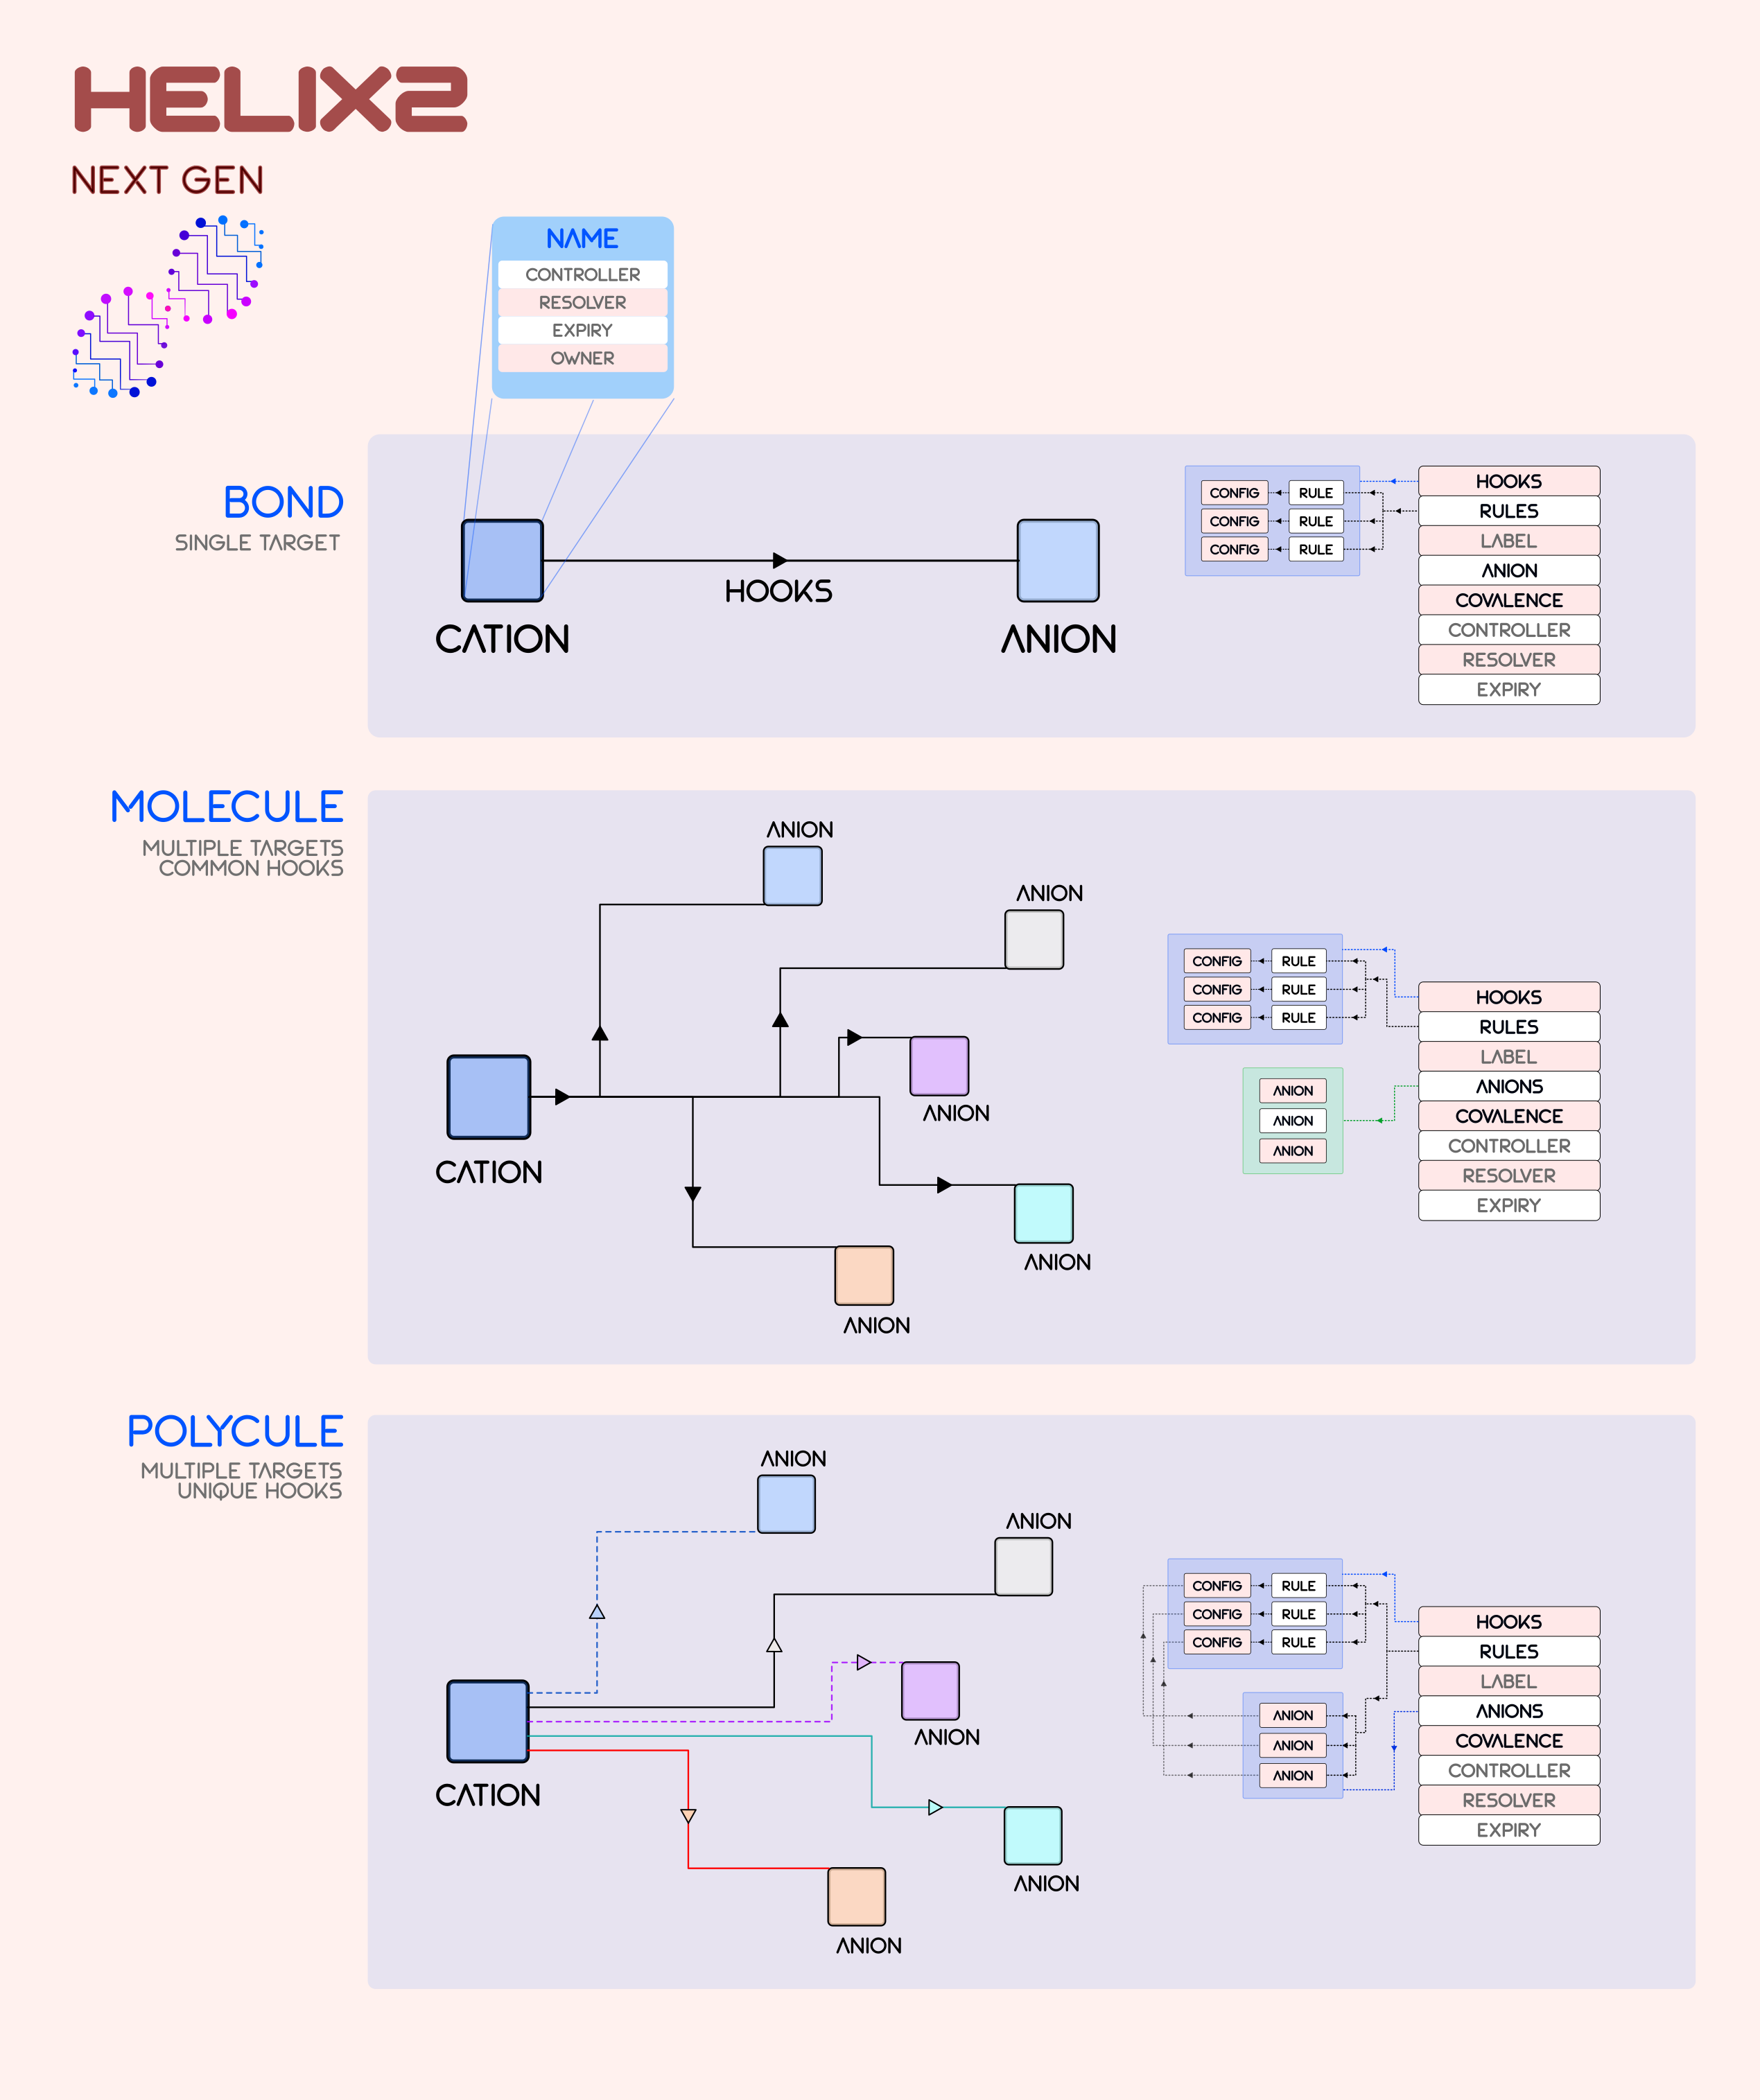 HELIX2
NEXT GEN
NAME
CONTROLLER
RESOLVER
EXPIRY
OWNER
BOND
SINGLE TARGET
CATION
HOOKS
ANION
CONFIG
RULE
CONFIG
RULE
CONFIG
RULE
HOOKS
RULES
LABEL
ANION
COVALENCE
CONTROLLER
RESOLVER
EXPIRY
MOLECULE
MULTIPLE TARGETS
COMMON HOOKS
ANION
ANION
ANION
CATION
ANION
ANION
CONFIG
RULE
CONFIG
RULE
CONFIG
RULE
ANION
ANION
ANION
HOOKS
RULES
LABEL
ANIONS
COVALENCE
CONTROLLER
RESOLVER
EXPIRY
POLYCULE
MULTIPLE TARGETS
UNIQUE HOOKS
ANION
ANION
ANION
CATION
ANION
ANION
CONFIG
RULE
CONFIG
RULE
CONFIG
RULE
ANION
ANION
ANION
HOOKS
RULES
LABEL
ANIONS
COVALENCE
CONTROLLER
RESOLVER
EXPIRY